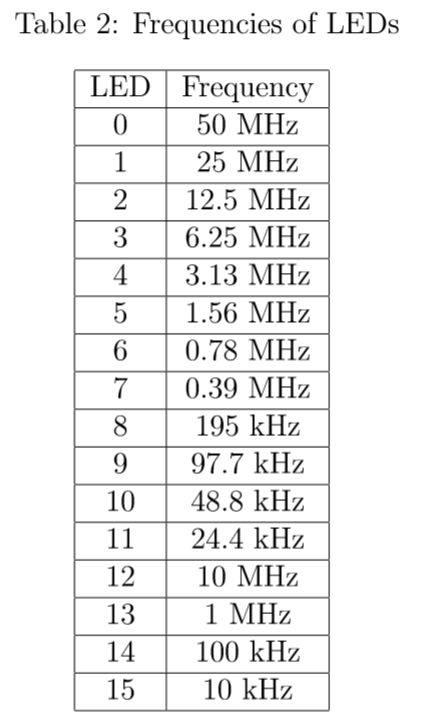 Table 2: Frequencies of LEDs
LED Frequency
0 50 MHz
1 25 MHz
2 12.5 MHz
3 6.25 MHz
4 3.13 MHz
5 1.56 MHz
6 0.78 MHz
7 0.39 MHz
8 195 kHz
9 97.7 kHz
10 48.8 kHz
11 24.4 kHz
12 10 MHz
13 1 MHz
14 100 kHz
15 10 kHz